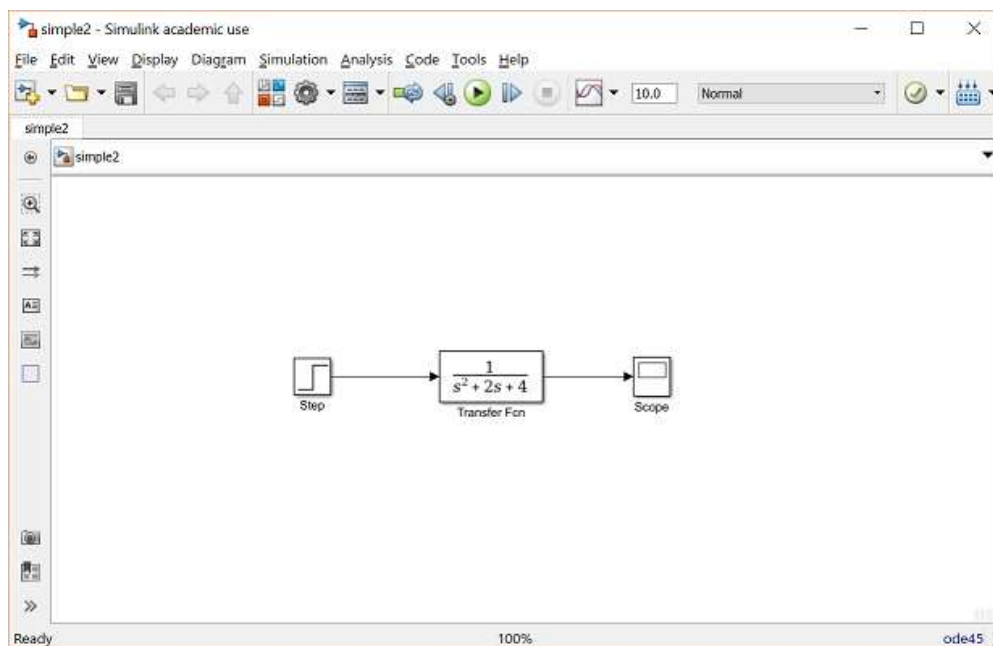 simple2 - Simulink academic use
File Edit View Display Diagram Simulation Analysis Code Tools Help
10.0 Normal
simple2
simple2
1
s² + 2s + 4
Step
Transfer Fcn
Scope
Ready 100% ode45